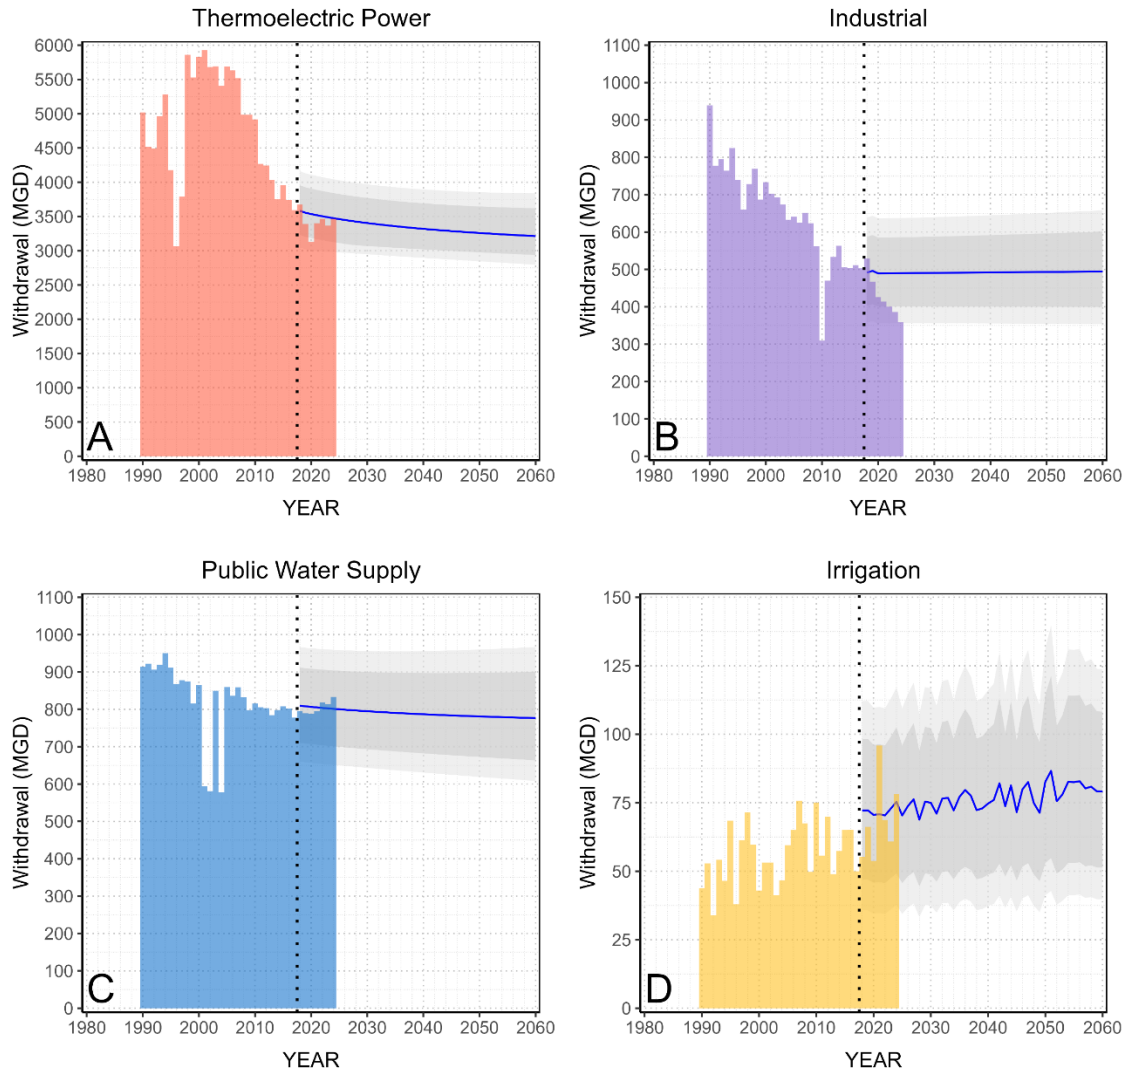 Thermoelectric Power
Withdrawal (MGD)
6000
5500
5000
4500
4000
3500
3000
2500
2000
1500
1000
500
0
A
1980 1990 2000 2010 2020 2030 2040 2050 2060
YEAR
Industrial
Withdrawal (MGD)
1100
1000
900
800
700
600
500
400
300
200
100
0
B
1980 1990 2000 2010 2020 2030 2040 2050 2060
YEAR
Public Water Supply
Withdrawal (MGD)
1100
1000
900
800
700
600
500
400
300
200
100
0
C
1980 1990 2000 2010 2020 2030 2040 2050 2060
YEAR
Irrigation
Withdrawal (MGD)
150
125
100
75
50
25
0
D
1980 1990 2000 2010 2020 2030 2040 2050 2060
YEAR